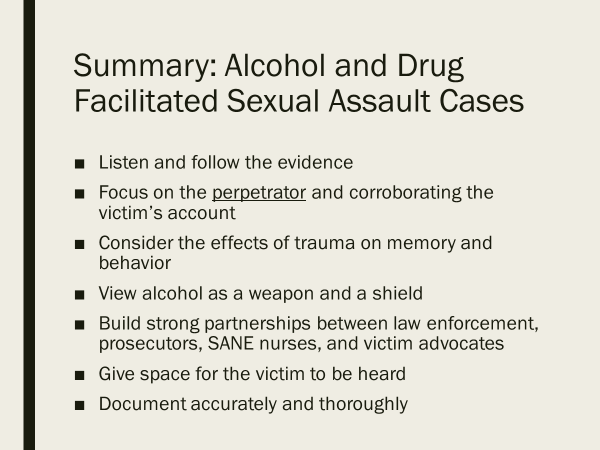 Summary: Alcohol and Drug
Facilitated Sexual Assault Cases
■ Listen and follow the evidence
■ Focus on the perpetrator and corroborating the
victim’s account
■ Consider the effects of trauma on memory and
behavior
■ View alcohol as a weapon and a shield
■ Build strong partnerships between law enforcement,
prosecutors, SANE nurses, and victim advocates
■ Give space for the victim to be heard
■ Document accurately and thoroughly